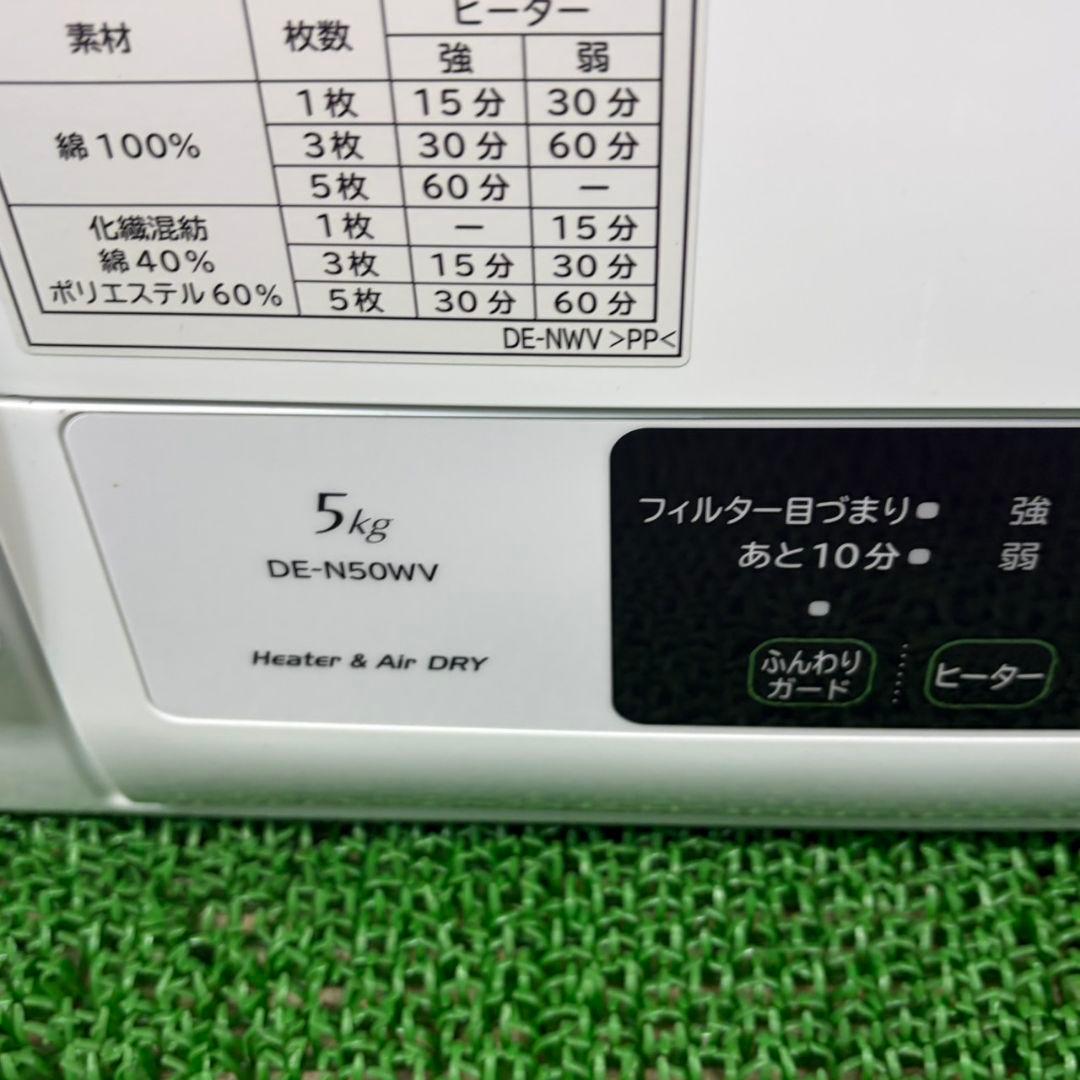 ヒーター
素材 枚数 強 弱
綿100% 1枚 15分 30分
3枚 30分 60分
5枚 60分 ー
化繊混紡
綿40%
ポリエステル60%
1枚 ー 15分
3枚 15分 30分
5枚 30分 60分
DE-NWV >PP<
5kg
DE-N50WV
Heater & Air DRY
フィルター目づまり 強
あと10分 弱
ふんわり
ガード
ヒーター